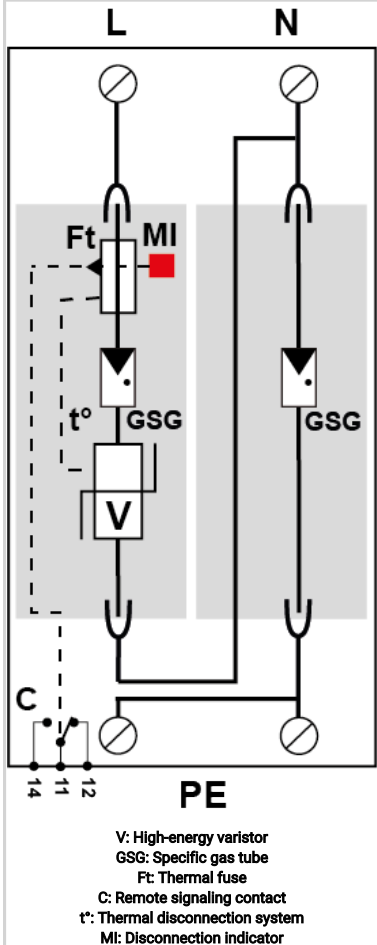 L N
Ft MI
t° GSG GSG
V
C
14 11 12
PE
V: High-energy varistor
GSG: Specific gas tube
Ft: Thermal fuse
C: Remote signaling contact
t°: Thermal disconnection system
MI: Disconnection indicator